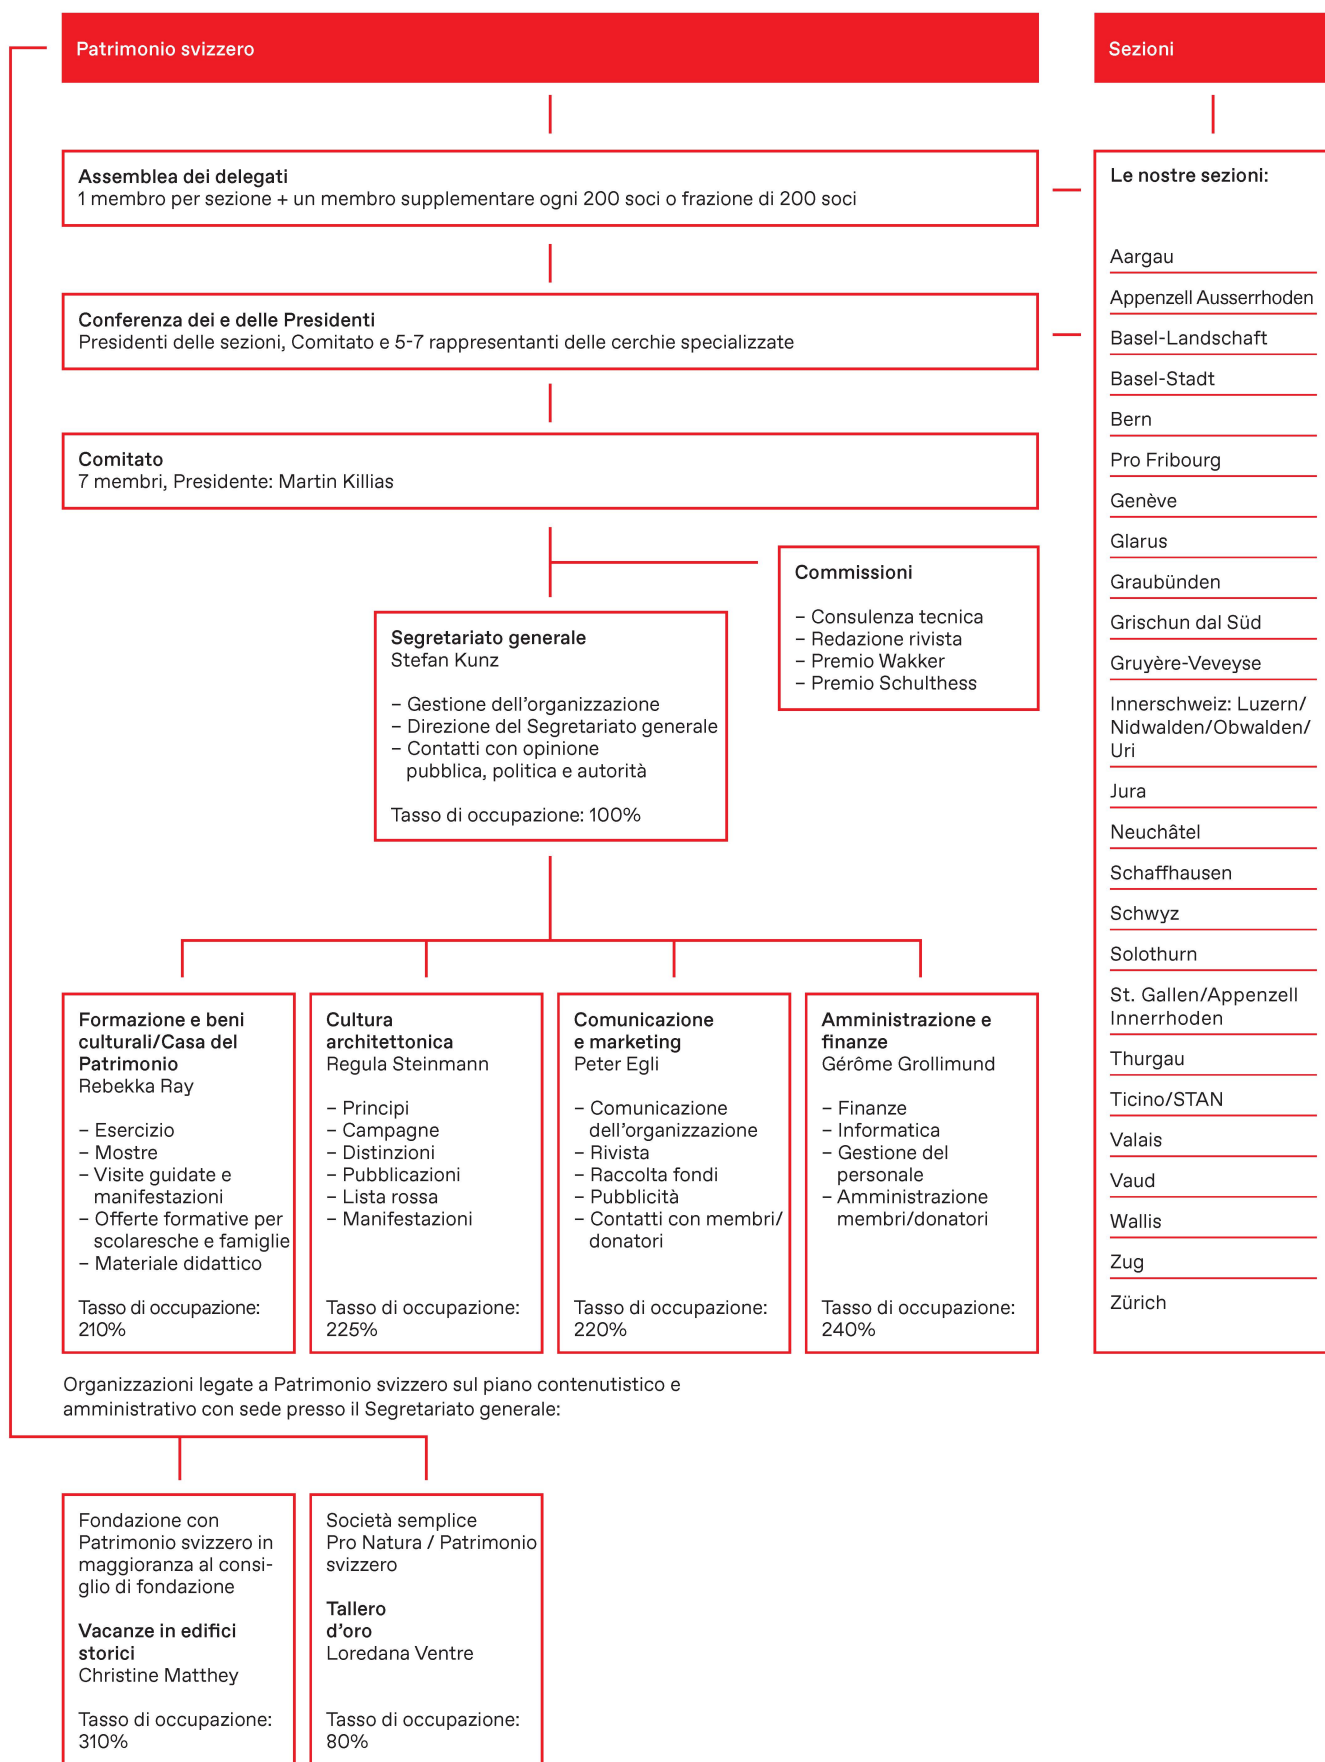 Patrimonio svizzero
Assemblea dei delegati
1 membro per sezione + un membro supplementare ogni 200 soci o frazione di 200 soci
Conferenza dei e delle Presidenti
Presidenti delle sezioni, Comitato e 5-7 rappresentanti delle cerchie specializzate
Comitato
7 membri, Presidente: Martin Killias
Commissioni
– Consulenza tecnica
– Redazione rivista
– Premio Wakker
– Premio Schulthess
Segretariato generale
Stefan Kunz
– Gestione dell’organizzazione
– Direzione del Segretariato generale
– Contatti con opinione
pubblica, politica e autorità
Tasso di occupazione: 100%
Formazione e beni
culturali/Casa del
Patrimonio
Rebekka Ray
– Esercizio
– Mostre
– Visite guidate e
manifestazioni
– Offerte formative per
scolaresche e famiglie
– Materiale didattico
Tasso di occupazione:
210%
Cultura
architettonica
Regula Steinmann
– Principi
– Campagne
– Distinzioni
– Pubblicazioni
– Lista rossa
– Manifestazioni
Tasso di occupazione:
225%
Comunicazione
e marketing
Peter Egli
– Comunicazione
dell’organizzazione
– Rivista
– Raccolta fondi
– Pubblicità
– Contatti con membri/
donatori
Tasso di occupazione:
220%
Amministrazione e
finanze
Gérôme Grollimund
– Finanze
– Informatica
– Gestione del
personale
– Amministrazione
membri/donatori
Tasso di occupazione:
240%
Organizzazioni legate a Patrimonio svizzero sul piano contenutistico e
amministrativo con sede presso il Segretariato generale:
Fondazione con
Patrimonio svizzero in
maggioranza al consi-
glio di fondazione
Vacanze in edifici
storici
Christine Matthey
Tasso di occupazione:
310%
Società semplice
Pro Natura / Patrimonio
svizzero
Tallero
d’oro
Loredana Ventre
Tasso di occupazione:
80%
Sezioni
Le nostre sezioni:
Aargau
Appenzell Ausserrhoden
Basel-Landschaft
Basel-Stadt
Bern
Pro Fribourg
Genève
Glarus
Graubünden
Grischun dal Süd
Gruyère-Veveyse
Innerschweiz: Luzern/
Nidwalden/Obwalden/
Uri
Jura
Neuchâtel
Schaffhausen
Schwyz
Solothurn
St. Gallen/Appenzell
Innerrhoden
Thurgau
Ticino/STAN
Valais
Vaud
Wallis
Zug
Zürich